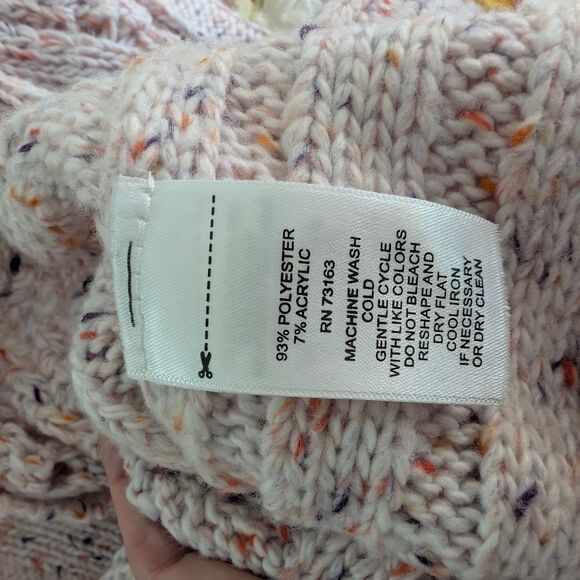 93% POLYESTER
7% ACRYLIC
RN 73163
MACHINE WASH
COLD
GENTLE CYCLE
WITH LIKE COLORS
DO NOT BLEACH
RESHAPE AND
DRY FLAT
COOL IRON
IF NECESSARY
OR DRY CLEAN